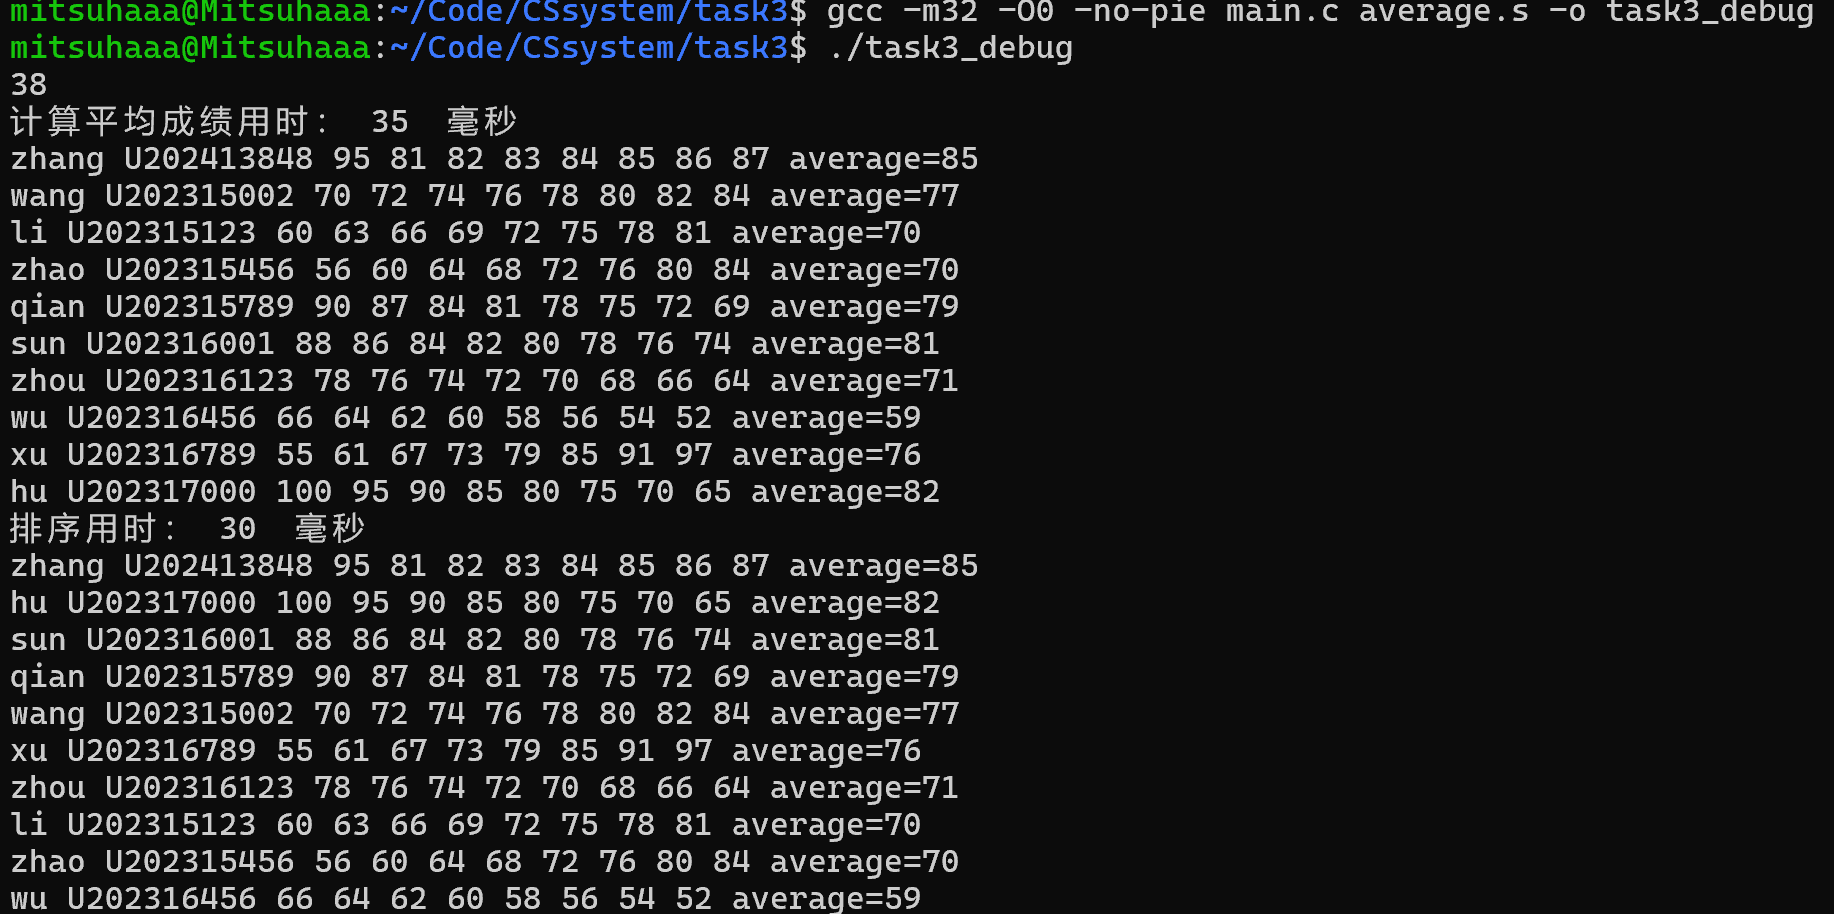 mitsuhaaa@Mitsuhaaa:~/Code/CSsystem/task3$ gcc -m32 -O0 -no-pie main.c average.s -o task3_debug
mitsuhaaa@Mitsuhaaa:~/Code/CSsystem/task3$ ./task3_debug
38
计算平均成绩用时： 35 毫秒
zhang U202413848 95 81 82 83 84 85 86 87 average=85
wang U202315002 70 72 74 76 78 80 82 84 average=77
li U202315123 60 63 66 69 72 75 78 81 average=70
zhao U202315456 56 60 64 68 72 76 80 84 average=70
qian U202315789 90 87 84 81 78 75 72 69 average=79
sun U202316001 88 86 84 82 80 78 76 74 average=81
zhou U202316123 78 76 74 72 70 68 66 64 average=71
wu U202316456 66 64 62 60 58 56 54 52 average=59
xu U202316789 55 61 67 73 79 85 91 97 average=76
hu U202317000 100 95 90 85 80 75 70 65 average=82
排序用时： 30 毫秒
zhang U202413848 95 81 82 83 84 85 86 87 average=85
hu U202317000 100 95 90 85 80 75 70 65 average=82
sun U202316001 88 86 84 82 80 78 76 74 average=81
qian U202315789 90 87 84 81 78 75 72 69 average=79
wang U202315002 70 72 74 76 78 80 82 84 average=77
xu U202316789 55 61 67 73 79 85 91 97 average=76
zhou U202316123 78 76 74 72 70 68 66 64 average=71
li U202315123 60 63 66 69 72 75 78 81 average=70
zhao U202315456 56 60 64 68 72 76 80 84 average=70
wu U202316456 66 64 62 60 58 56 54 52 average=59